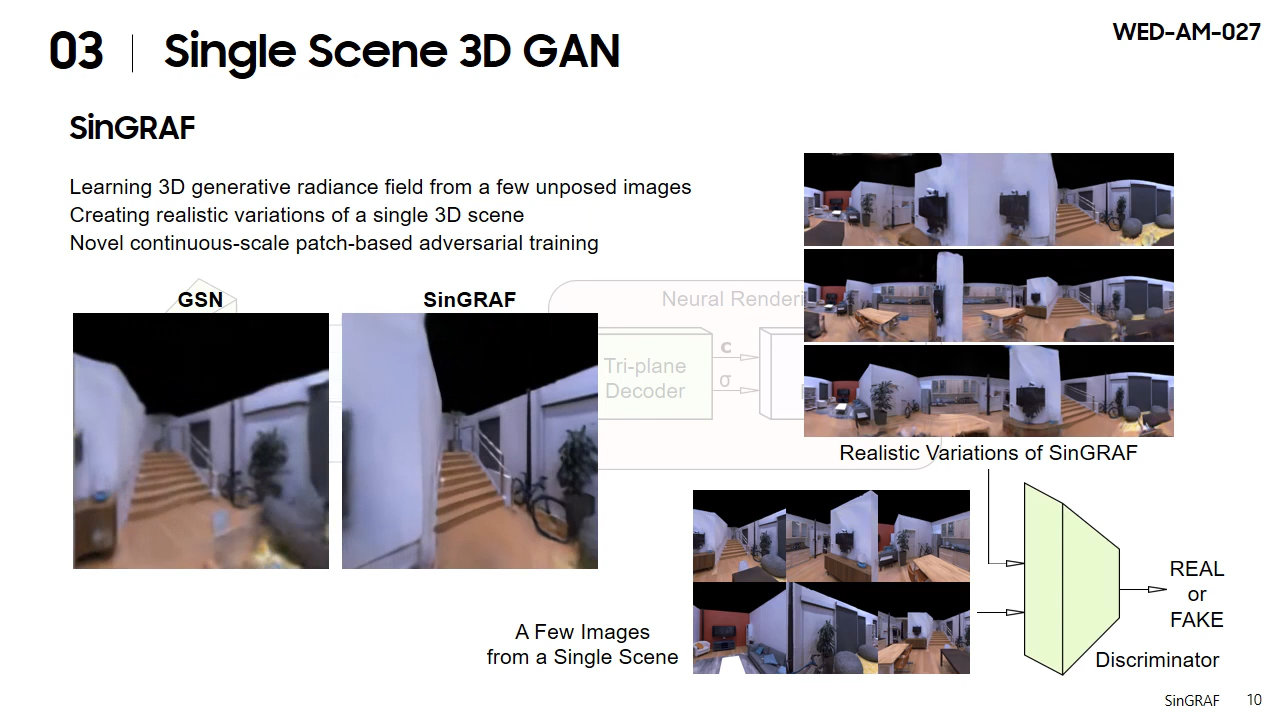 03 Single Scene 3D GAN
WED-AM-027
SinGRAF
Learning 3D generative radiance field from a few unposed images
Creating realistic variations of a single 3D scene
Novel continuous-scale patch-based adversarial training
GSN
SinGRAF
Neural Renderi
Tri-plane
Decoder
c
σ
Realistic Variations of SinGRAF
A Few Images
from a Single Scene
REAL
or
FAKE
Discriminator
SinGRAF 10